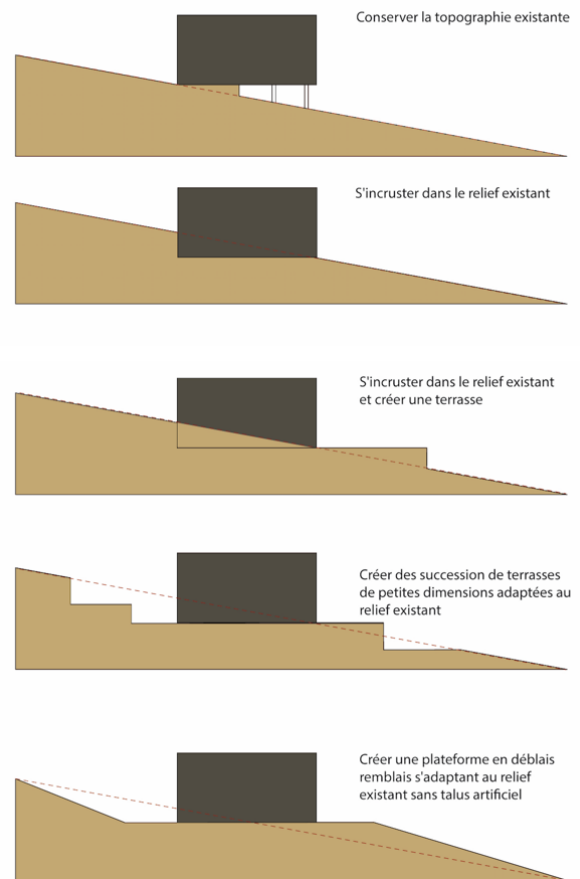 Conserver la topographie existante
S'incruster dans le relief existant
S'incruster dans le relief existant
et créer une terrasse
Créer des succession de terrasses
de petites dimensions adaptées au
relief existant
Créer une plateforme en déblais
remblais s'adaptant au relief
existant sans talus artificiel